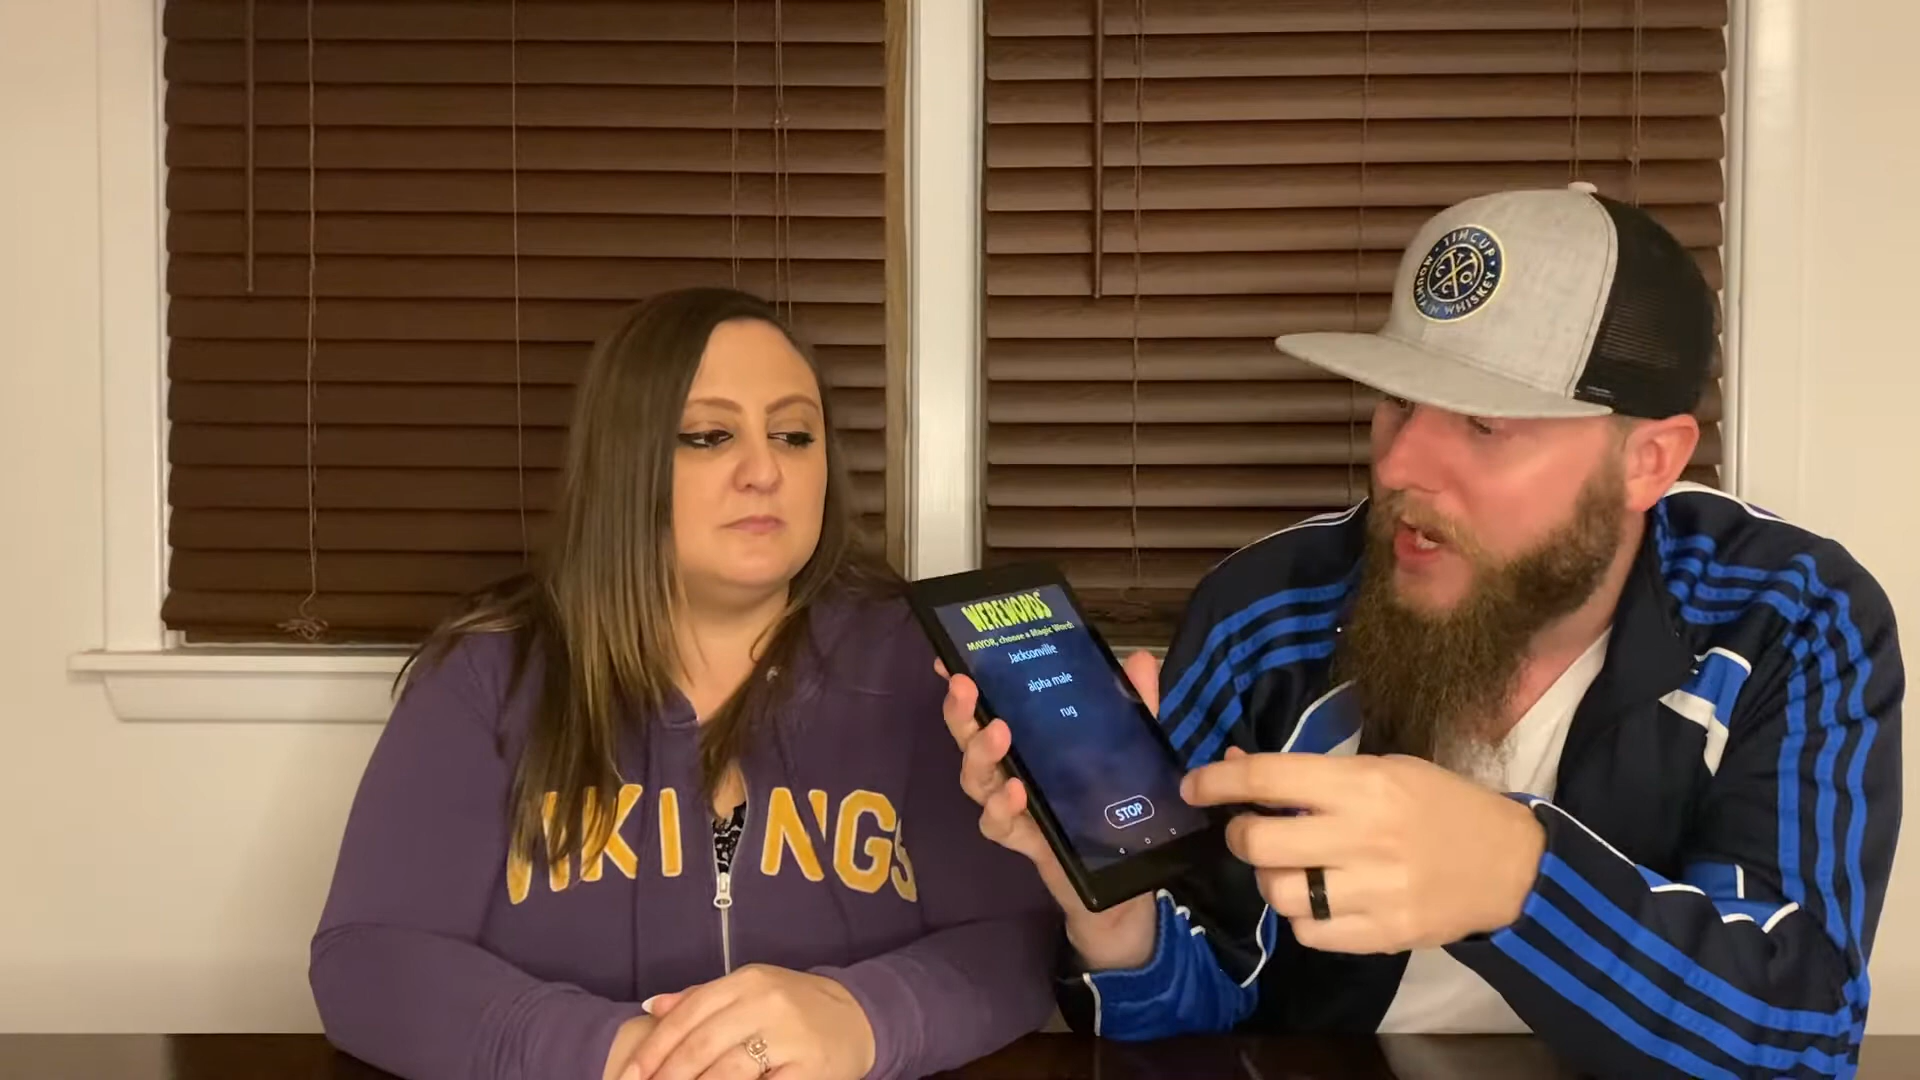 TINCUP
MOUNTAIN WHISKEY
T
C O
C
WEREWORDS
MAYOR, choose a Magic Word:
Jacksonville
alpha male
rug
STOP
VIKINGS